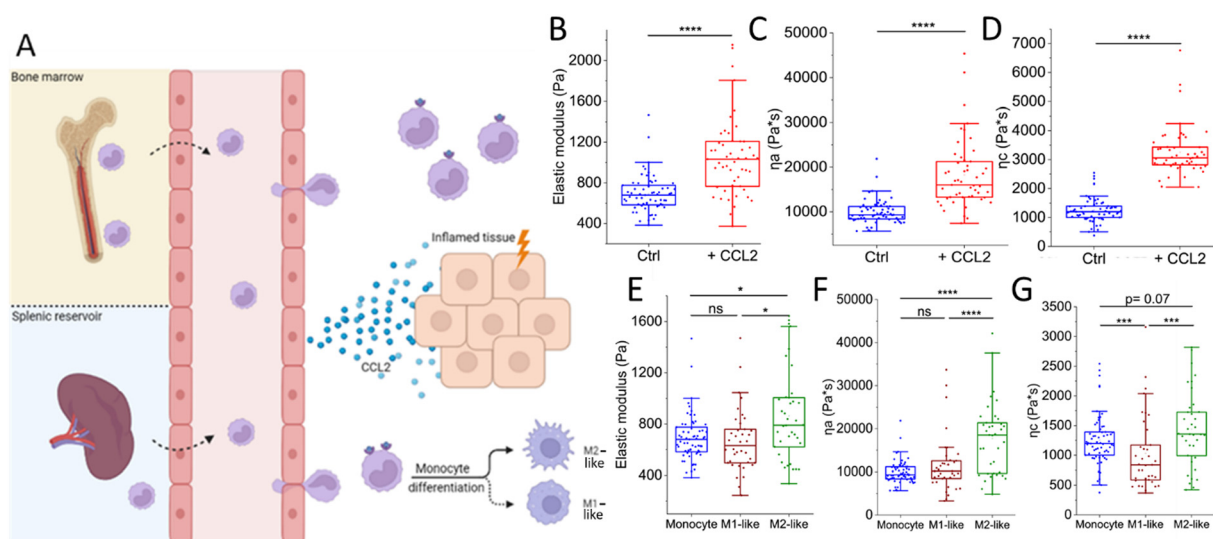 A
Bone marrow
Splenic reservoir
Inflamed tissue
CCL2
Monocyte
differentiation
M2-
like
M1-
like
B
Elastic modulus (Pa)
2000
1600
1200
800
400
****
Ctrl
+ CCL2
C
ηa (Pa*s)
50000
40000
30000
20000
10000
****
Ctrl
+ CCL2
D
ηc (Pa*s)
7000
6000
5000
4000
3000
2000
1000
0
****
Ctrl
+ CCL2
E
Elastic modulus (Pa)
1600
1200
800
400
*
ns
*
Monocyte M1-like M2-like
F
ηa (Pa*s)
50000
40000
30000
20000
10000
0
****
ns
****
Monocyte M1-like M2-like
G
ηc (Pa*s)
3500
3000
2500
2000
1500
1000
500
0
p= 0.07
***
***
Monocyte M1-like M2-like